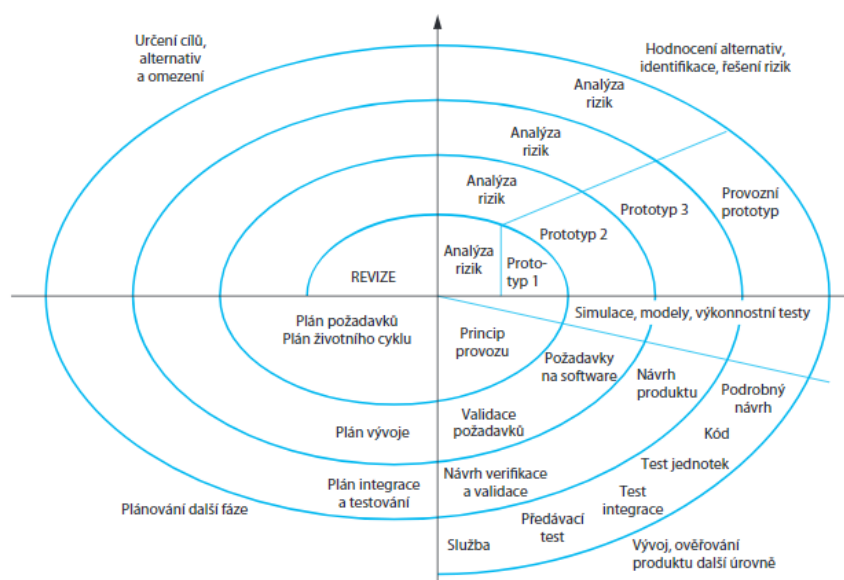 Určení cílů,
alternativ
a omezení
Hodnocení alternativ,
identifikace, řešení rizik
Analýza
rizik
Analýza
rizik
Analýza
rizik
Analýza
rizik
Proto-
typ 1
Prototyp 2
Prototyp 3
Provozní
prototyp
REVIZE
Simulace, modely, výkonnostní testy
Plán požadavků
Plán životního cyklu
Princip
provozu
Požadavky
na software
Návrh
produktu
Podrobný
návrh
Plán vývoje
Validace
požadavků
Kód
Test jednotek
Plán integrace
a testování
Návrh verifikace
a validace
Test
integrace
Plánování další fáze
Předávací
test
Služba
Vývoj, ověřování
produktu další úrovně